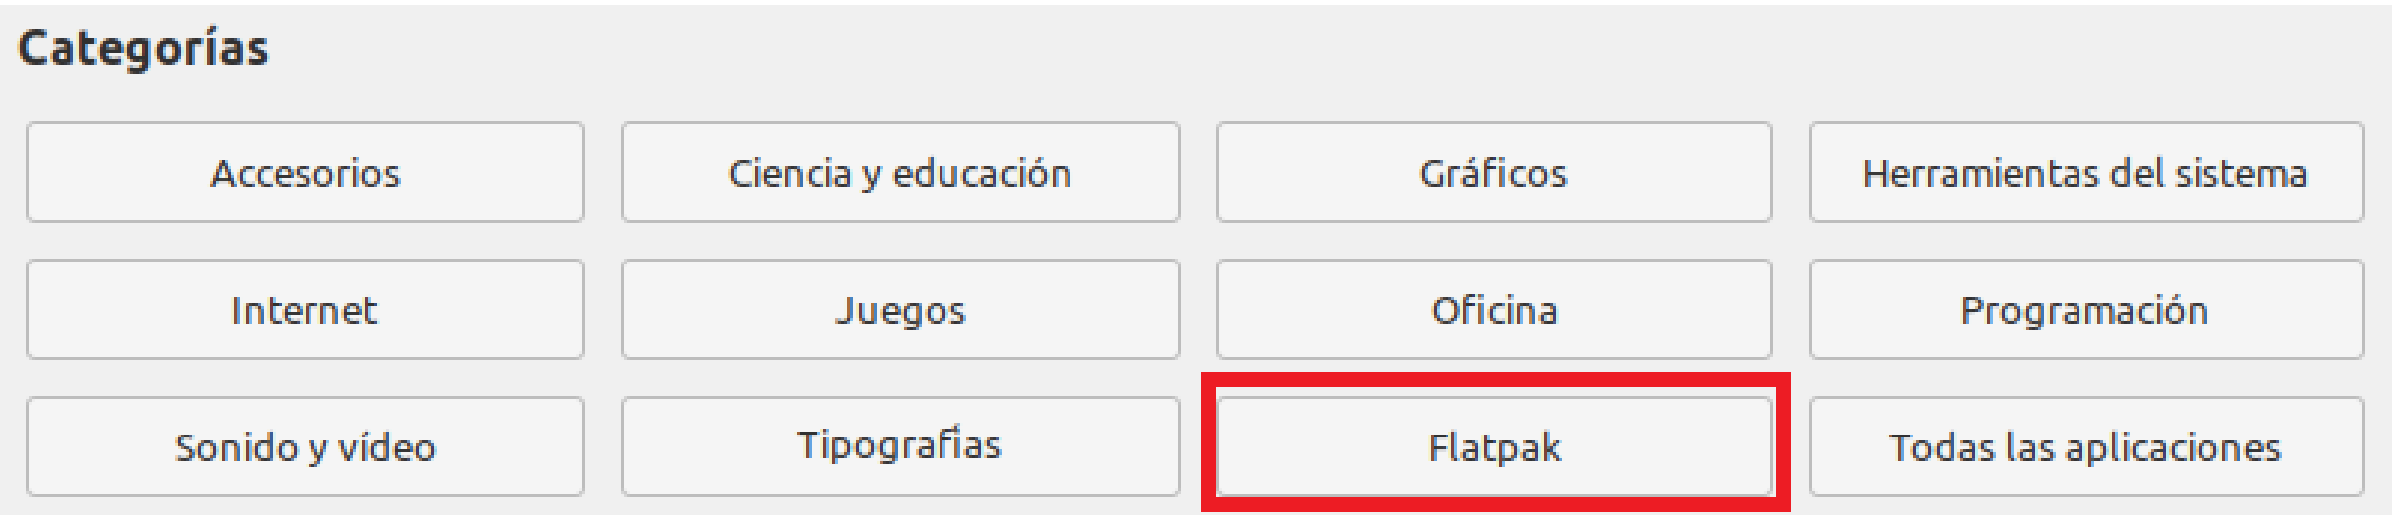 Categorías
Accesorios
Ciencia y educación
Gráficos
Herramientas del sistema
Internet
Juegos
Oficina
Programación
Sonido y vídeo
Tipografías
Flatpak
Todas las aplicaciones